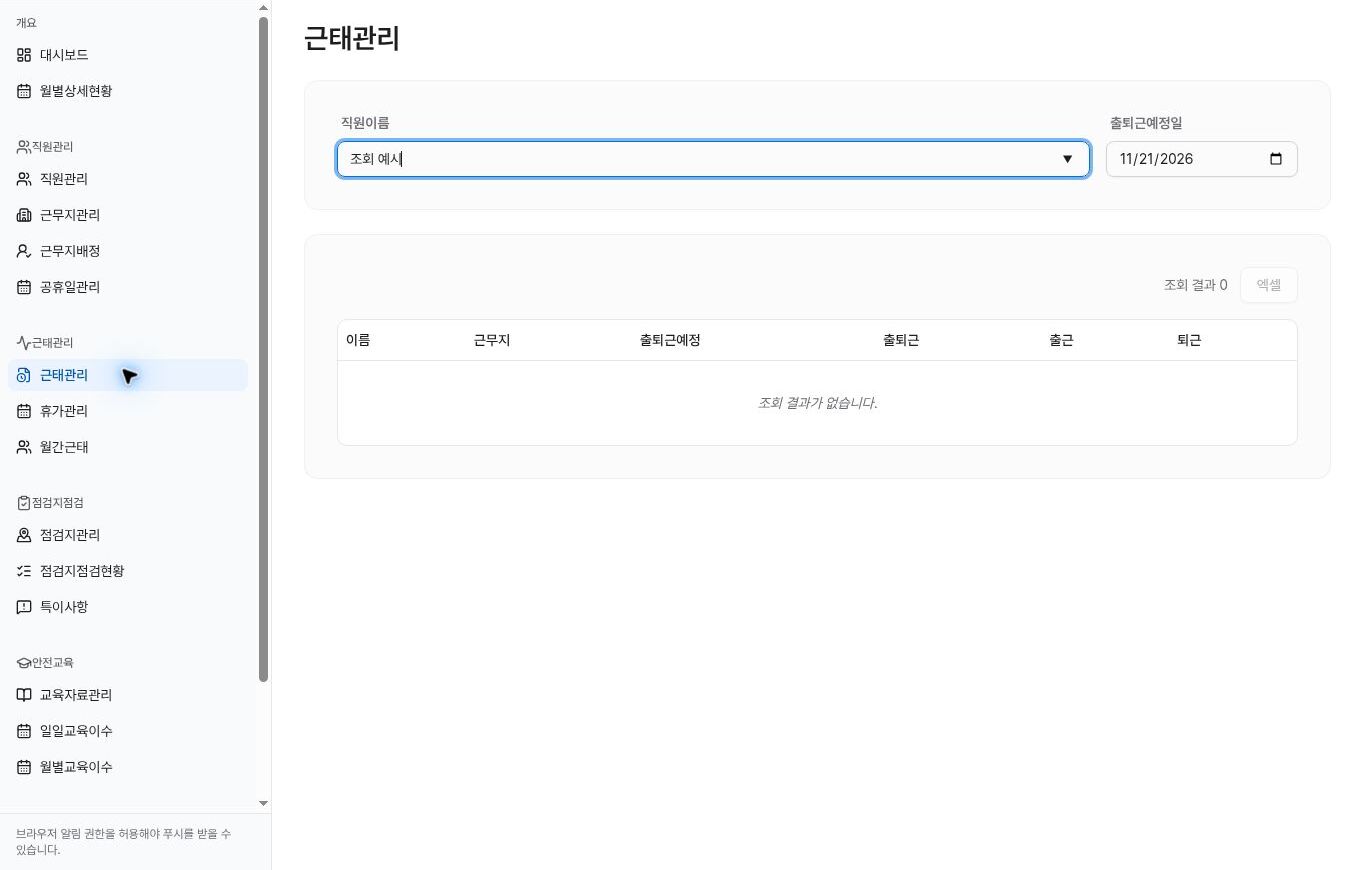 개요
대시보드
월별상세현황
직원관리
직원관리
근무지관리
근무지배정
공휴일관리
근태관리
근태관리
휴가관리
월간근태
점검지점검
점검지관리
점검지점검현황
특이사항
안전교육
교육자료관리
일일교육이수
월별교육이수
브라우저 알림 권한을 허용해야 푸시를 받을 수
있습니다.
근태관리
직원이름 출퇴근예정일
조회 예시 11/21/2026
조회 결과 0 엑셀
이름 근무지 출퇴근예정 출퇴근 출근 퇴근
조회 결과가 없습니다.